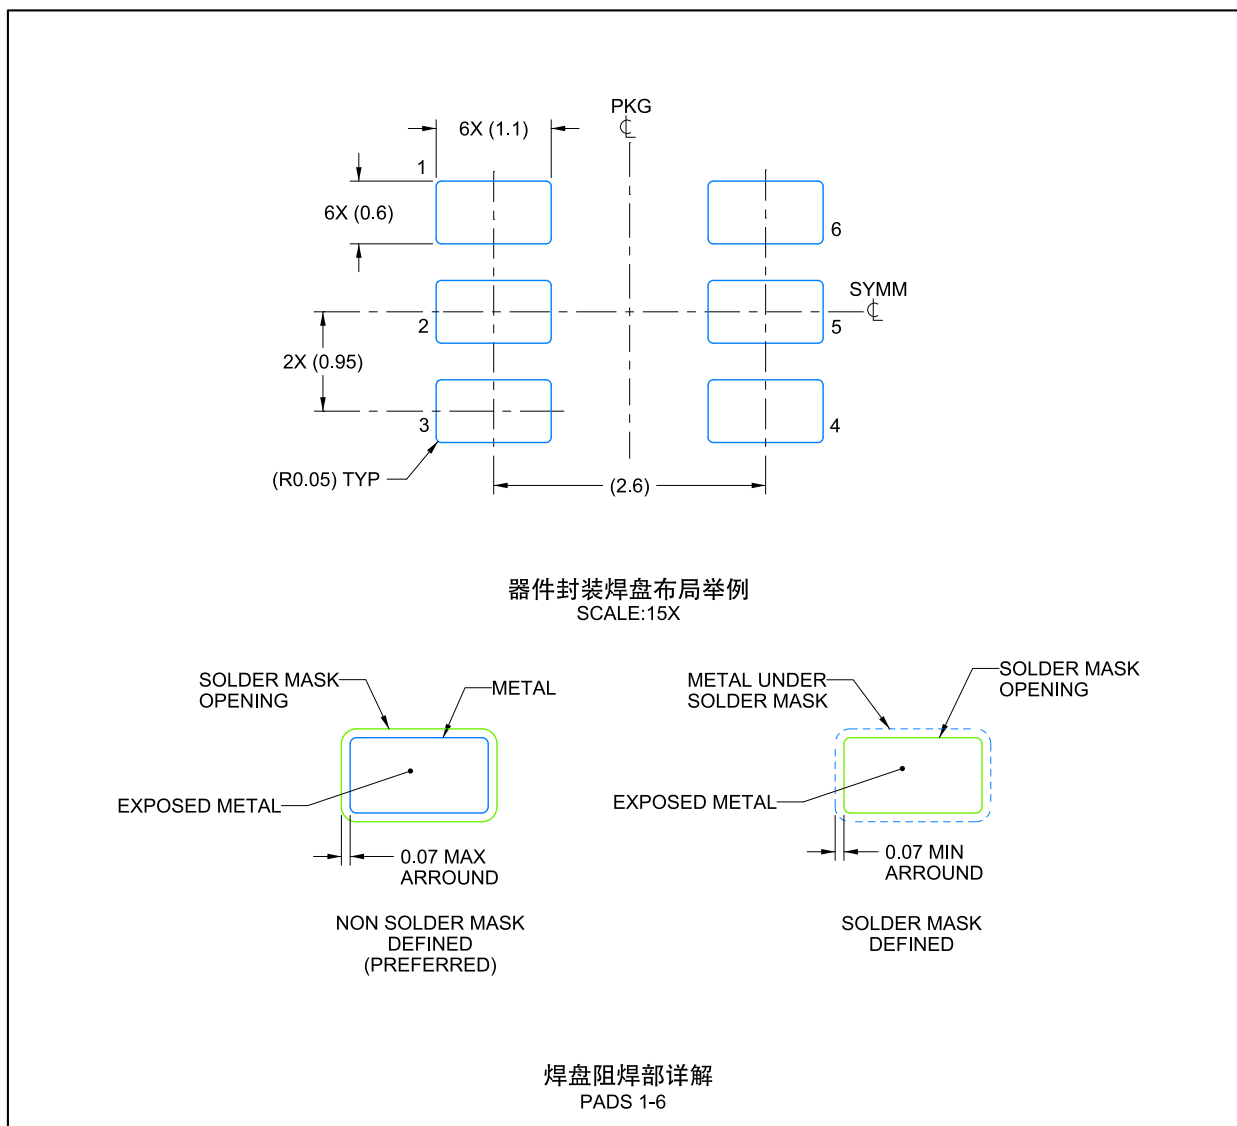 PKG
6X (1.1)
1
6X (0.6)
6
SYMM
2
5
2X (0.95)
3
4
(R0.05) TYP
(2.6)
器件封装焊盘布局举例
SCALE:15X
SOLDER MASK
OPENING
METAL
EXPOSED METAL
0.07 MAX
ARROUND
NON SOLDER MASK
DEFINED
(PREFERRED)
METAL UNDER
SOLDER MASK
SOLDER MASK
OPENING
EXPOSED METAL
0.07 MIN
ARROUND
SOLDER MASK
DEFINED
焊盘阻焊部详解
PADS 1-6